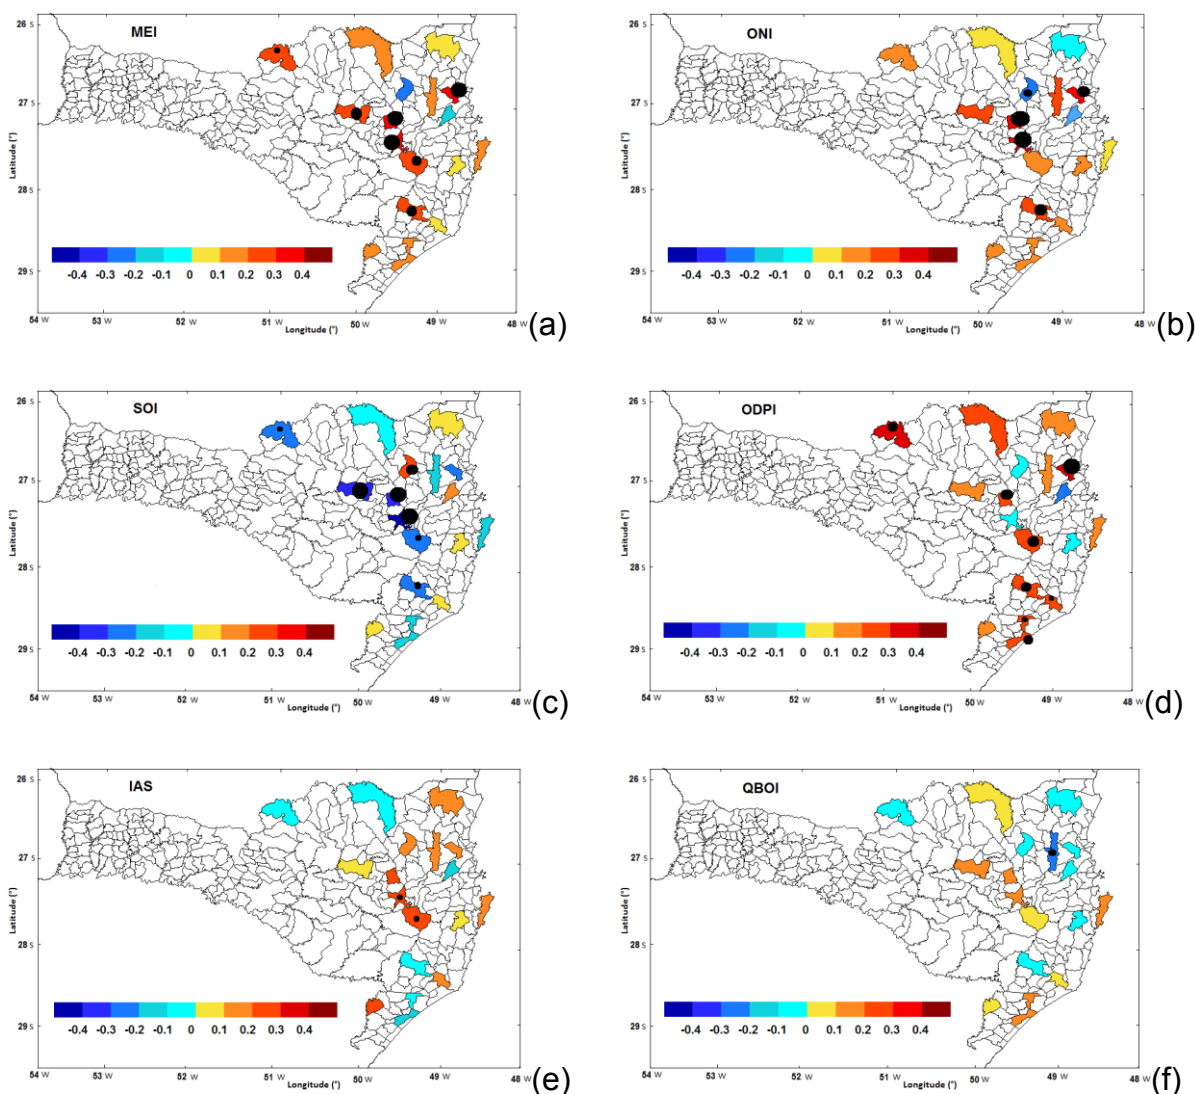 MEI
26 S
27 S
28 S
29 S
Latitude (°)
-0.4 -0.3 -0.2 -0.1 0 0.1 0.2 0.3 0.4
54 W 53 W 52 W 51 W 50 W 49 W 48 W
Longitude (°)
(a)
ONI
26 S
27 S
28 S
29 S
Latitude (°)
-0.4 -0.3 -0.2 -0.1 0 0.1 0.2 0.3 0.4
54 W 53 W 52 W 51 W 50 W 49 W 48 W
Longitude (°)
(b)
SOI
26 S
27 S
28 S
29 S
Latitude (°)
-0.4 -0.3 -0.2 -0.1 0 0.1 0.2 0.3 0.4
54 W 53 W 52 W 51 W 50 W 49 W 48 W
Longitude (°)
(c)
ODPI
26 S
27 S
28 S
29 S
Latitude (°)
-0.4 -0.3 -0.2 -0.1 0 0.1 0.2 0.3 0.4
54 W 53 W 52 W 51 W 50 W 49 W 48 W
Longitude (°)
(d)
IAS
26 S
27 S
28 S
29 S
Latitude (°)
-0.4 -0.3 -0.2 -0.1 0 0.1 0.2 0.3 0.4
54 W 53 W 52 W 51 W 50 W 49 W 48 W
Longitude (°)
(e)
QBOI
26 S
27 S
28 S
29 S
Latitude (°)
-0.4 -0.3 -0.2 -0.1 0 0.1 0.2 0.3 0.4
54 W 53 W 52 W 51 W 50 W 49 W 48 W
Longitude (°)
(f)